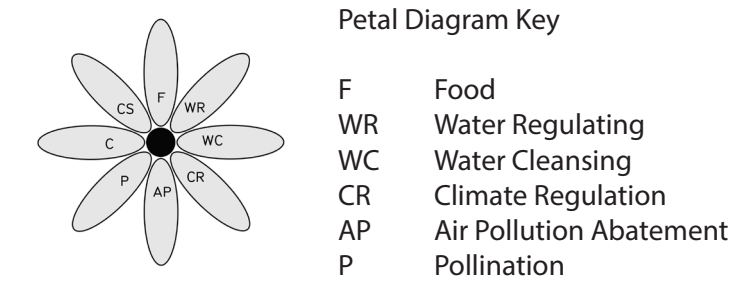 Petal Diagram Key
F
CS
WR
C
WC
P
CR
AP
F Food
WR Water Regulating
WC Water Cleansing
CR Climate Regulation
AP Air Pollution Abatement
P Pollination